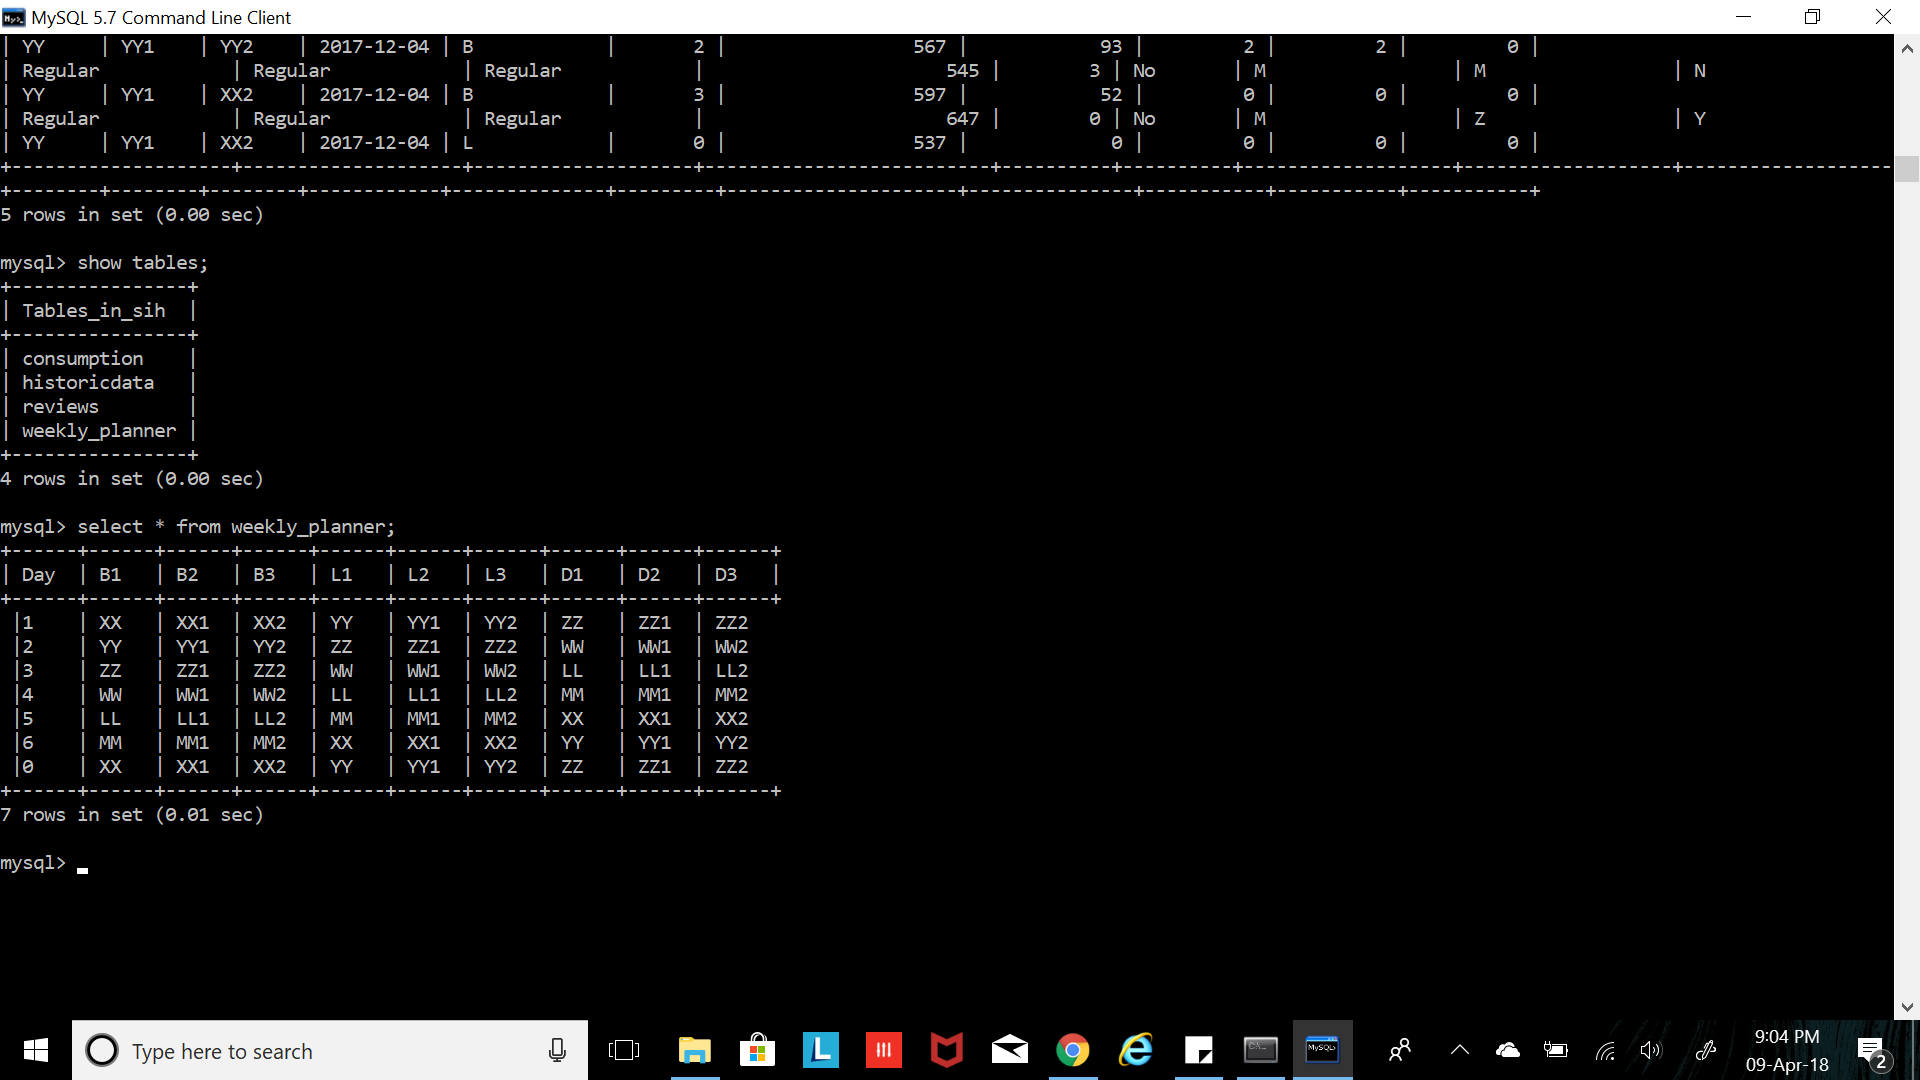 MySQL 5.7 Command Line Client
| YY | YY1 | YY2 | 2017-12-04 | B | 2 | 567 | 93 | 2 | 2 | 0 |
| Regular | Regular | Regular | 545 | 3 | No | M | M | N
| YY | YY1 | XX2 | 2017-12-04 | B | 3 | 597 | 52 | 0 | 0 | 0 |
| Regular | Regular | Regular | 647 | 0 | No | M | Z | Y
| YY | YY1 | XX2 | 2017-12-04 | L | 0 | 537 | 0 | 0 | 0 | 0 |
5 rows in set (0.00 sec)
mysql> show tables;
+----------------+
| Tables_in_sih |
+----------------+
| consumption |
| historicdata |
| reviews |
| weekly_planner |
+----------------+
4 rows in set (0.00 sec)
mysql> select * from weekly_planner;
+------+------+------+------+------+------+------+------+------+------+
| Day | B1 | B2 | B3 | L1 | L2 | L3 | D1 | D2 | D3 |
+------+------+------+------+------+------+------+------+------+------+
|1 | XX | XX1 | XX2 | YY | YY1 | YY2 | ZZ | ZZ1 | ZZ2
|2 | YY | YY1 | YY2 | ZZ | ZZ1 | ZZ2 | WW | WW1 | WW2
|3 | ZZ | ZZ1 | ZZ2 | WW | WW1 | WW2 | LL | LL1 | LL2
|4 | WW | WW1 | WW2 | LL | LL1 | LL2 | MM | MM1 | MM2
|5 | LL | LL1 | LL2 | MM | MM1 | MM2 | XX | XX1 | XX2
|6 | MM | MM1 | MM2 | XX | XX1 | XX2 | YY | YY1 | YY2
|0 | XX | XX1 | XX2 | YY | YY1 | YY2 | ZZ | ZZ1 | ZZ2
+------+------+------+------+------+------+------+------+------+------+
7 rows in set (0.01 sec)
mysql>
Type here to search
L
MySQL
9:04 PM
09-Apr-18
2